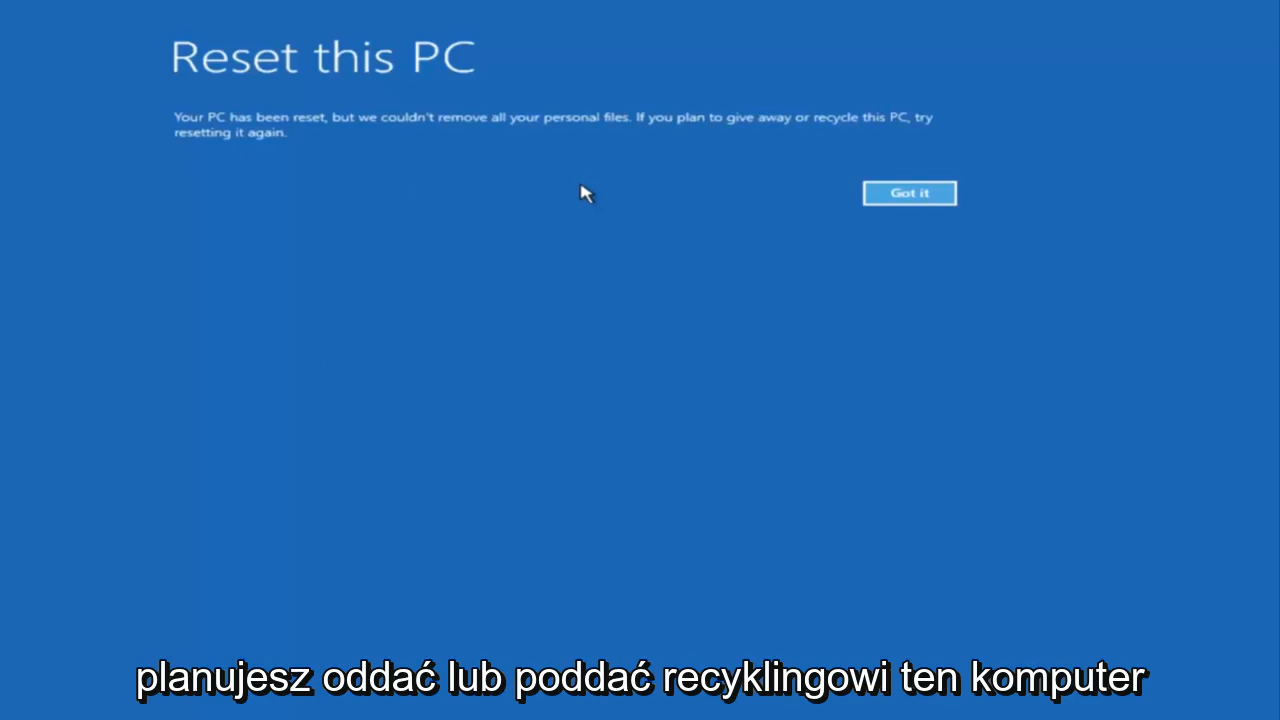 Reset this PC
Your PC has been reset, but we couldn't remove all your personal files. If you plan to give away or recycle this PC, try
resetting it again.
Got it
planujesz oddać lub poddać recyklingowi ten komputer